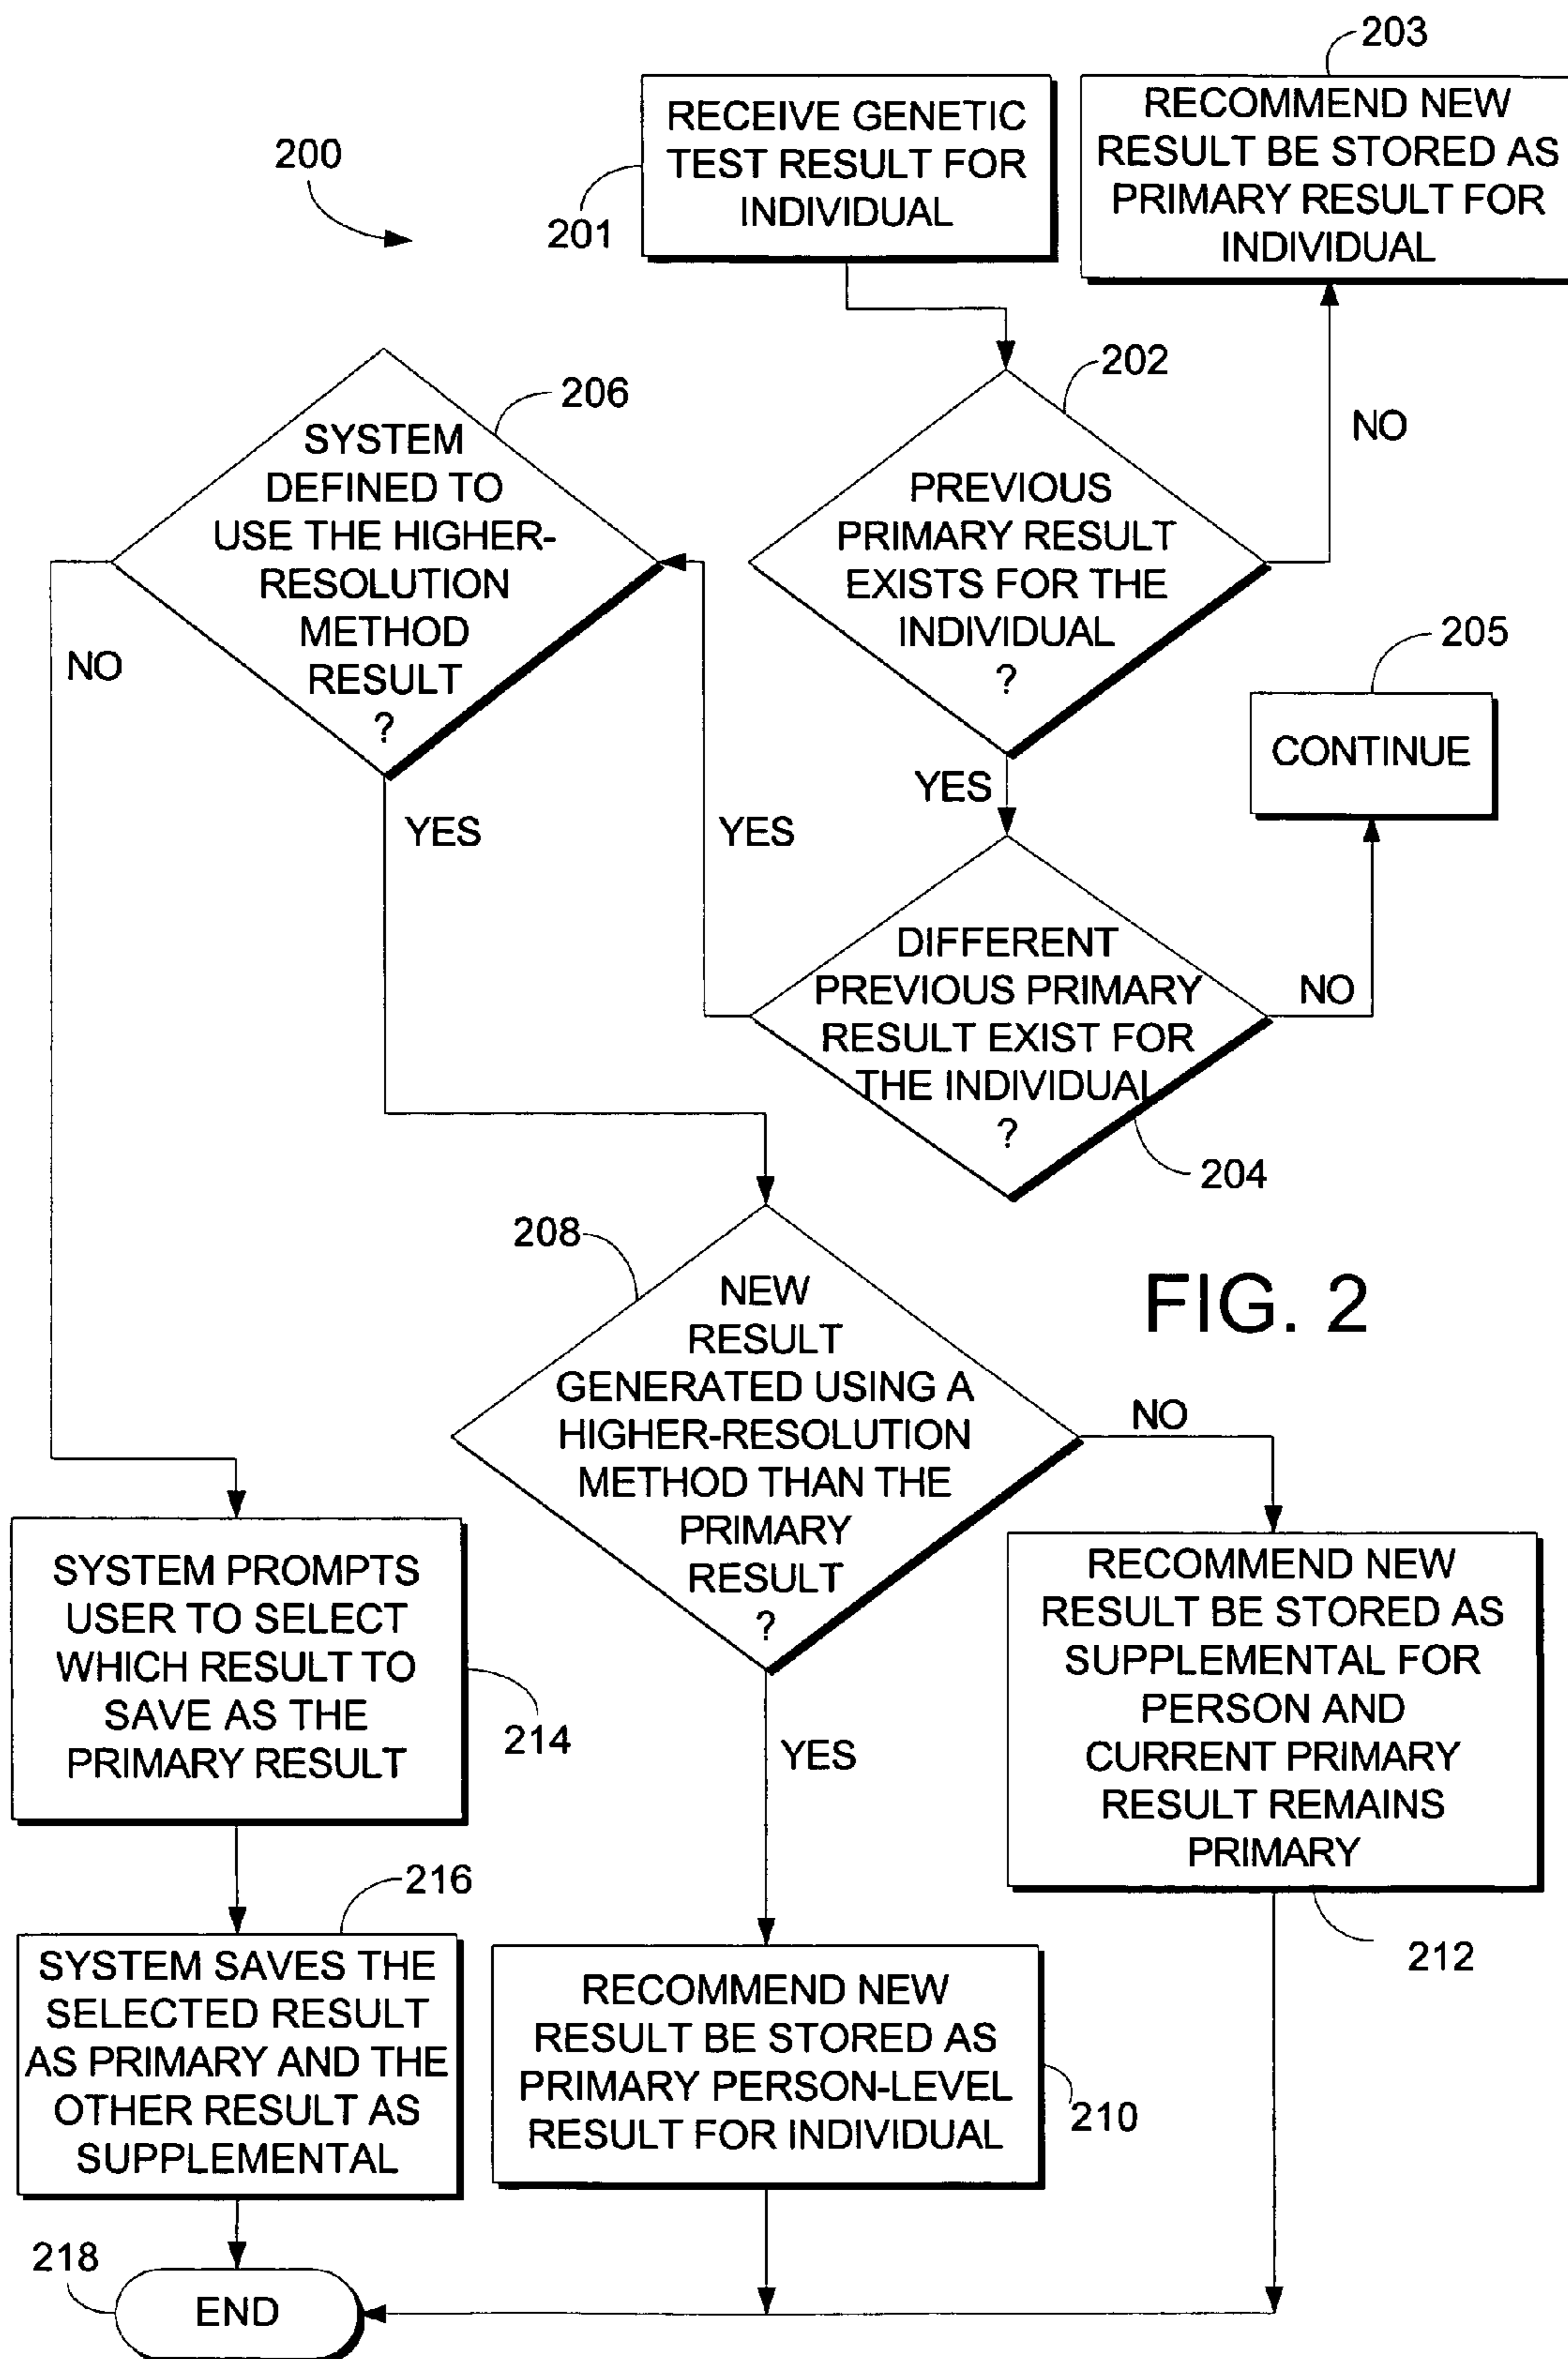 203
RECEIVE GENETIC
TEST RESULT FOR
INDIVIDUAL
RECOMMEND NEW
RESULT BE STORED AS
PRIMARY RESULT FOR
INDIVIDUAL
200
201
202
206
SYSTEM
DEFINED TO
USE THE HIGHER-
RESOLUTION
METHOD
RESULT
?
PREVIOUS
PRIMARY RESULT
EXISTS FOR THE
INDIVIDUAL
?
NO
NO
205
CONTINUE
YES
YES
YES
DIFFERENT
PREVIOUS PRIMARY
RESULT EXIST FOR
THE INDIVIDUAL
?
NO
204
208
NEW
RESULT
GENERATED USING A
HIGHER-RESOLUTION
METHOD THAN THE
PRIMARY
RESULT
?
FIG. 2
NO
SYSTEM PROMPTS
USER TO SELECT
WHICH RESULT TO
SAVE AS THE
PRIMARY RESULT
214
YES
RECOMMEND NEW
RESULT BE STORED AS
SUPPLEMENTAL FOR
PERSON AND
CURRENT PRIMARY
RESULT REMAINS
PRIMARY
212
216
SYSTEM SAVES THE
SELECTED RESULT
AS PRIMARY AND THE
OTHER RESULT AS
SUPPLEMENTAL
RECOMMEND NEW
RESULT BE STORED AS
PRIMARY PERSON-LEVEL
RESULT FOR INDIVIDUAL
210
218
END